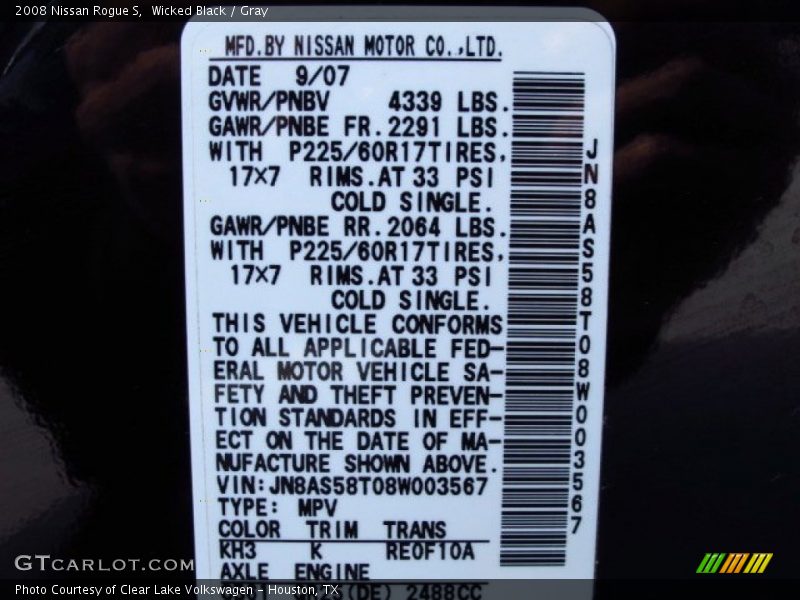 2008 Nissan Rogue S, Wicked Black / Gray
MFD.BY NISSAN MOTOR CO.,LTD.
DATE 9/07
GVWR/PNBV 4339 LBS.
GAWR/PNBE FR.2291 LBS.
WITH P225/60R17TIRES,
17×7 RIMS.AT 33 PSI
COLD SINGLE.
GAWR/PNBE RR.2064 LBS.
WITH P225/60R17TIRES,
17×7 RIMS.AT 33 PSI
COLD SINGLE.
THIS VEHICLE CONFORMS
TO ALL APPLICABLE FED-
ERAL MOTOR VEHICLE SA-
FETY AND THEFT PREVEN-
TION STANDARDS IN EFF-
ECT ON THE DATE OF MA-
NUFACTURE SHOWN ABOVE.
VIN:JN8AS58T08W003567
TYPE: MPV
COLOR TRIM TRANS
KH3 K RE0F10A
AXLE ENGINE
2488CC
JN8AS58T08W003567
GTCARLOT.COM
Photo Courtesy of Clear Lake Volkswagen - Houston, TX